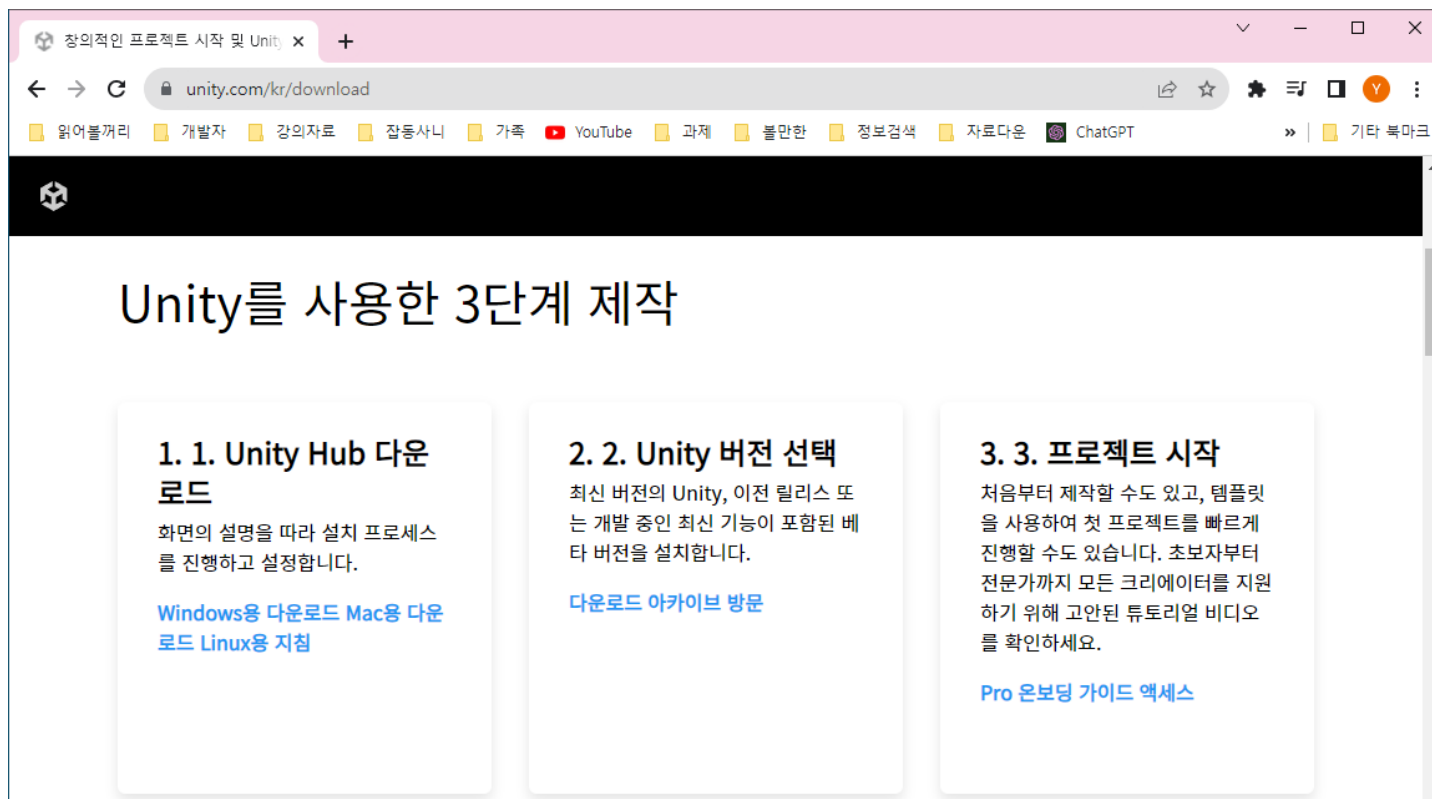 창의적인 프로젝트 시작 및 Unity
unity.com/kr/download
Y
읽어볼꺼리 개발자 강의자료 잡동사니 가족 YouTube 과제 볼만한 정보검색 자료다운 ChatGPT » 기타 북마크
Unity를 사용한 3단계 제작
1. 1. Unity Hub 다운
로드
화면의 설명을 따라 설치 프로세스
를 진행하고 설정합니다.
Windows용 다운로드 Mac용 다운
로드 Linux용 지침
2. 2. Unity 버전 선택
최신 버전의 Unity, 이전 릴리스 또
는 개발 중인 최신 기능이 포함된 베
타 버전을 설치합니다.
다운로드 아카이브 방문
3. 3. 프로젝트 시작
처음부터 제작할 수도 있고, 템플릿
을 사용하여 첫 프로젝트를 빠르게
진행할 수도 있습니다. 초보자부터
전문가까지 모든 크리에이터를 지원
하기 위해 고안된 튜토리얼 비디오
를 확인하세요.
Pro 온보딩 가이드 액세스